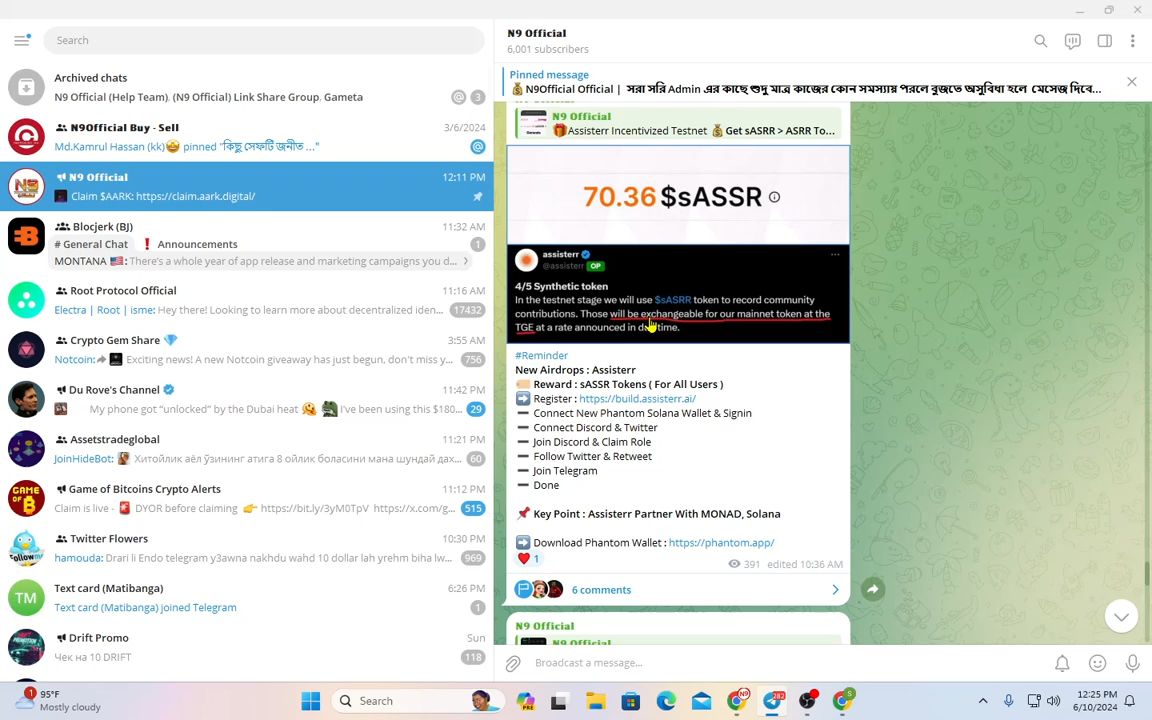 Search
Archived chats
N9 Official (Help Team), (N9 Official) Link Share Group, Gameta
3
N9Official Buy - Sell
3/6/2024
Md.Kamrul Hassan (kk)🤩 pinned "কিছু সেফটি জনীত ..."
N9 Official
12:11 PM
Claim $AARK: https://claim.aark.digital/
Blocjerk (BJ)
11:32 AM
# General Chat ❗ Announcements
1
MONTANA 🇺🇸: There's a whole year of app release and marketing campaigns you d...
Root Protocol Official
11:16 AM
Electra | Root | isme: Hey there! Looking to learn more about decentralized iden...
17432
Crypto Gem Share 💎
3:55 AM
Notcoin: Exciting news! A new Notcoin giveaway has just begun, don't miss y...
756
Du Rove's Channel
11:42 PM
My phone got “unlocked” by the Dubai heat 🫠 I've been using this $180...
29
Assetstradeglobal
11:21 PM
JoinHideBot: Хитойлик аёл ўзининг атига 8 ойлик боласини мана шундай дах...
60
Game of Bitcoins Crypto Alerts
11:12 PM
Claim is live - 🚨 DYOR before claiming 👉 https://bit.ly/3yM0TpV https://x.com/g...
515
Twitter Flowers
10:30 PM
hamouda: Drari li Endo telegram y3awna nakhdu wahd 10 dollar lah yrehm biha lw...
969
Text card (Matibanga)
6:26 PM
Text card (Matibanga) joined Telegram
1
TM
Drift Promo
Sun
Чек на 10 DRIFT
118
N9 Official
6,001 subscribers
Pinned message
💰N9Official Official | সরা সরি Admin এর কাছে শুদু মাত্র কাজের কোন সমস্যায় পরলে বুজতে অসুবিধা হলে মেসেজ দিবে...
N9 Official
🎁Assisterr Incentivized Testnet 💰Get sASRR > ASRR To...
70.36 $sASSR
assisterr
@assisterr OP
4/5 Synthetic token
In the testnet stage we will use $sASRR token to record community
contributions. Those will be exchangeable for our mainnet token at the
TGE at a rate announced in due time.
#Reminder
New Airdrops : Assisterr
🏷️ Reward : sASSR Tokens ( For All Users )
➡️ Register : https://build.assisterr.ai/
➖ Connect New Phantom Solana Wallet & Signin
➖ Connect Discord & Twitter
➖ Join Discord & Claim Role
➖ Follow Twitter & Retweet
➖ Join Telegram
➖ Done
📌 Key Point : Assisterr Partner With MONAD, Solana
➡️ Download Phantom Wallet : https://phantom.app/
❤️ 1
391 edited 10:36 AM
6 comments
N9 Official
N9 Official
Broadcast a message...
95°F
Mostly cloudy
Search
12:25 PM
6/10/2024